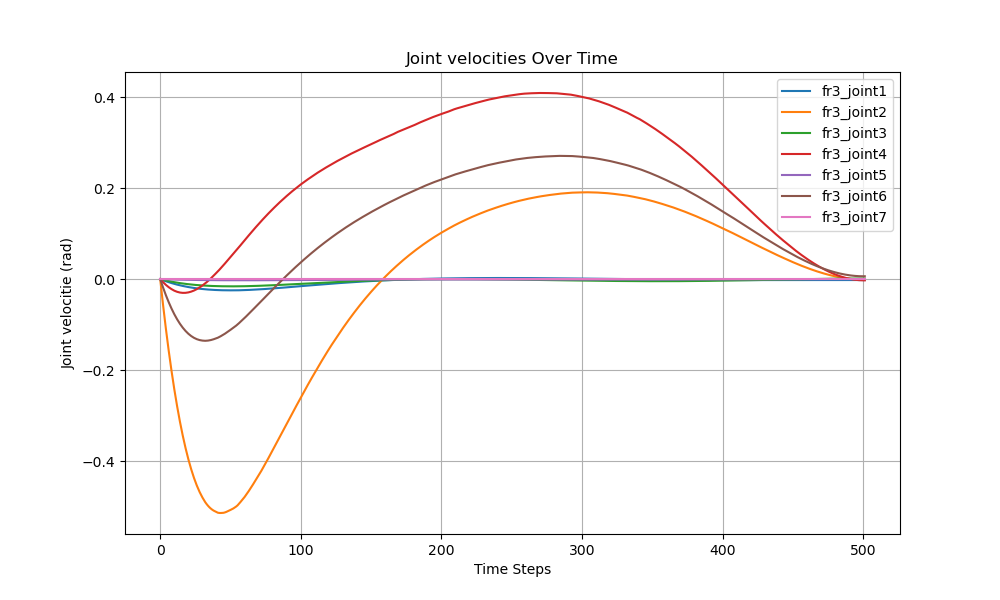 Joint velocities Over Time
fr3_joint1
fr3_joint2
fr3_joint3
fr3_joint4
fr3_joint5
fr3_joint6
fr3_joint7
Joint velocitie (rad)
0.4
0.2
0.0
−0.2
−0.4
0 100 200 300 400 500
Time Steps